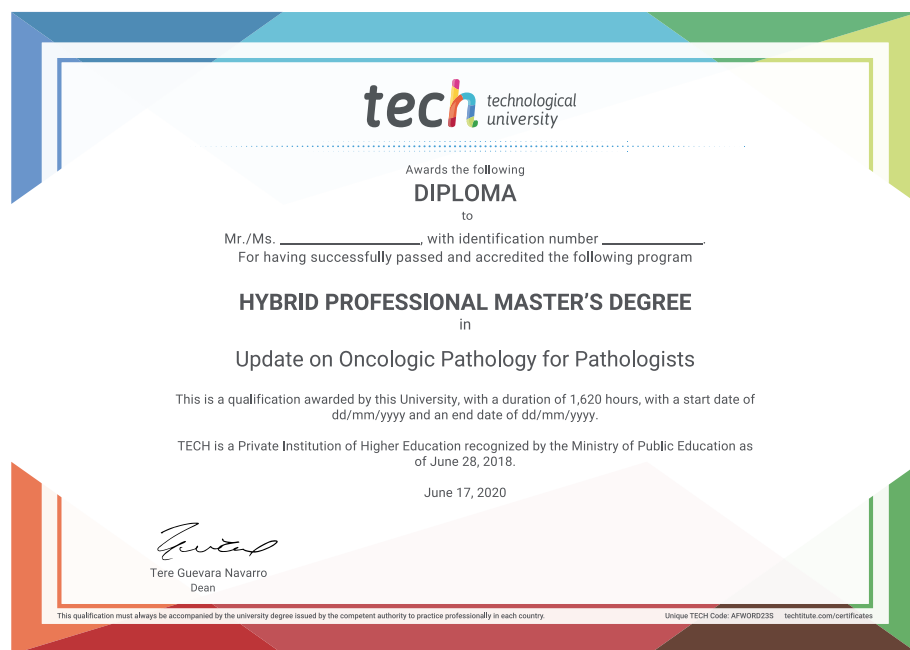 tech technological
university
Awards the following
DIPLOMA
to
Mr./Ms. ____________________, with identification number ______________.
For having successfully passed and accredited the following program
HYBRID PROFESSIONAL MASTER'S DEGREE
in
Update on Oncologic Pathology for Pathologists
This is a qualification awarded by this University, with a duration of 1,620 hours, with a start date of
dd/mm/yyyy and an end date of dd/mm/yyyy.
TECH is a Private Institution of Higher Education recognized by the Ministry of Public Education as
of June 28, 2018.
June 17, 2020
Tere Guevara Navarro
Dean
This qualification must always be accompanied by the university degree issued by the competent authority to practice professionally in each country. Unique TECH Code: AFWORD23S techtitute.com/certificates